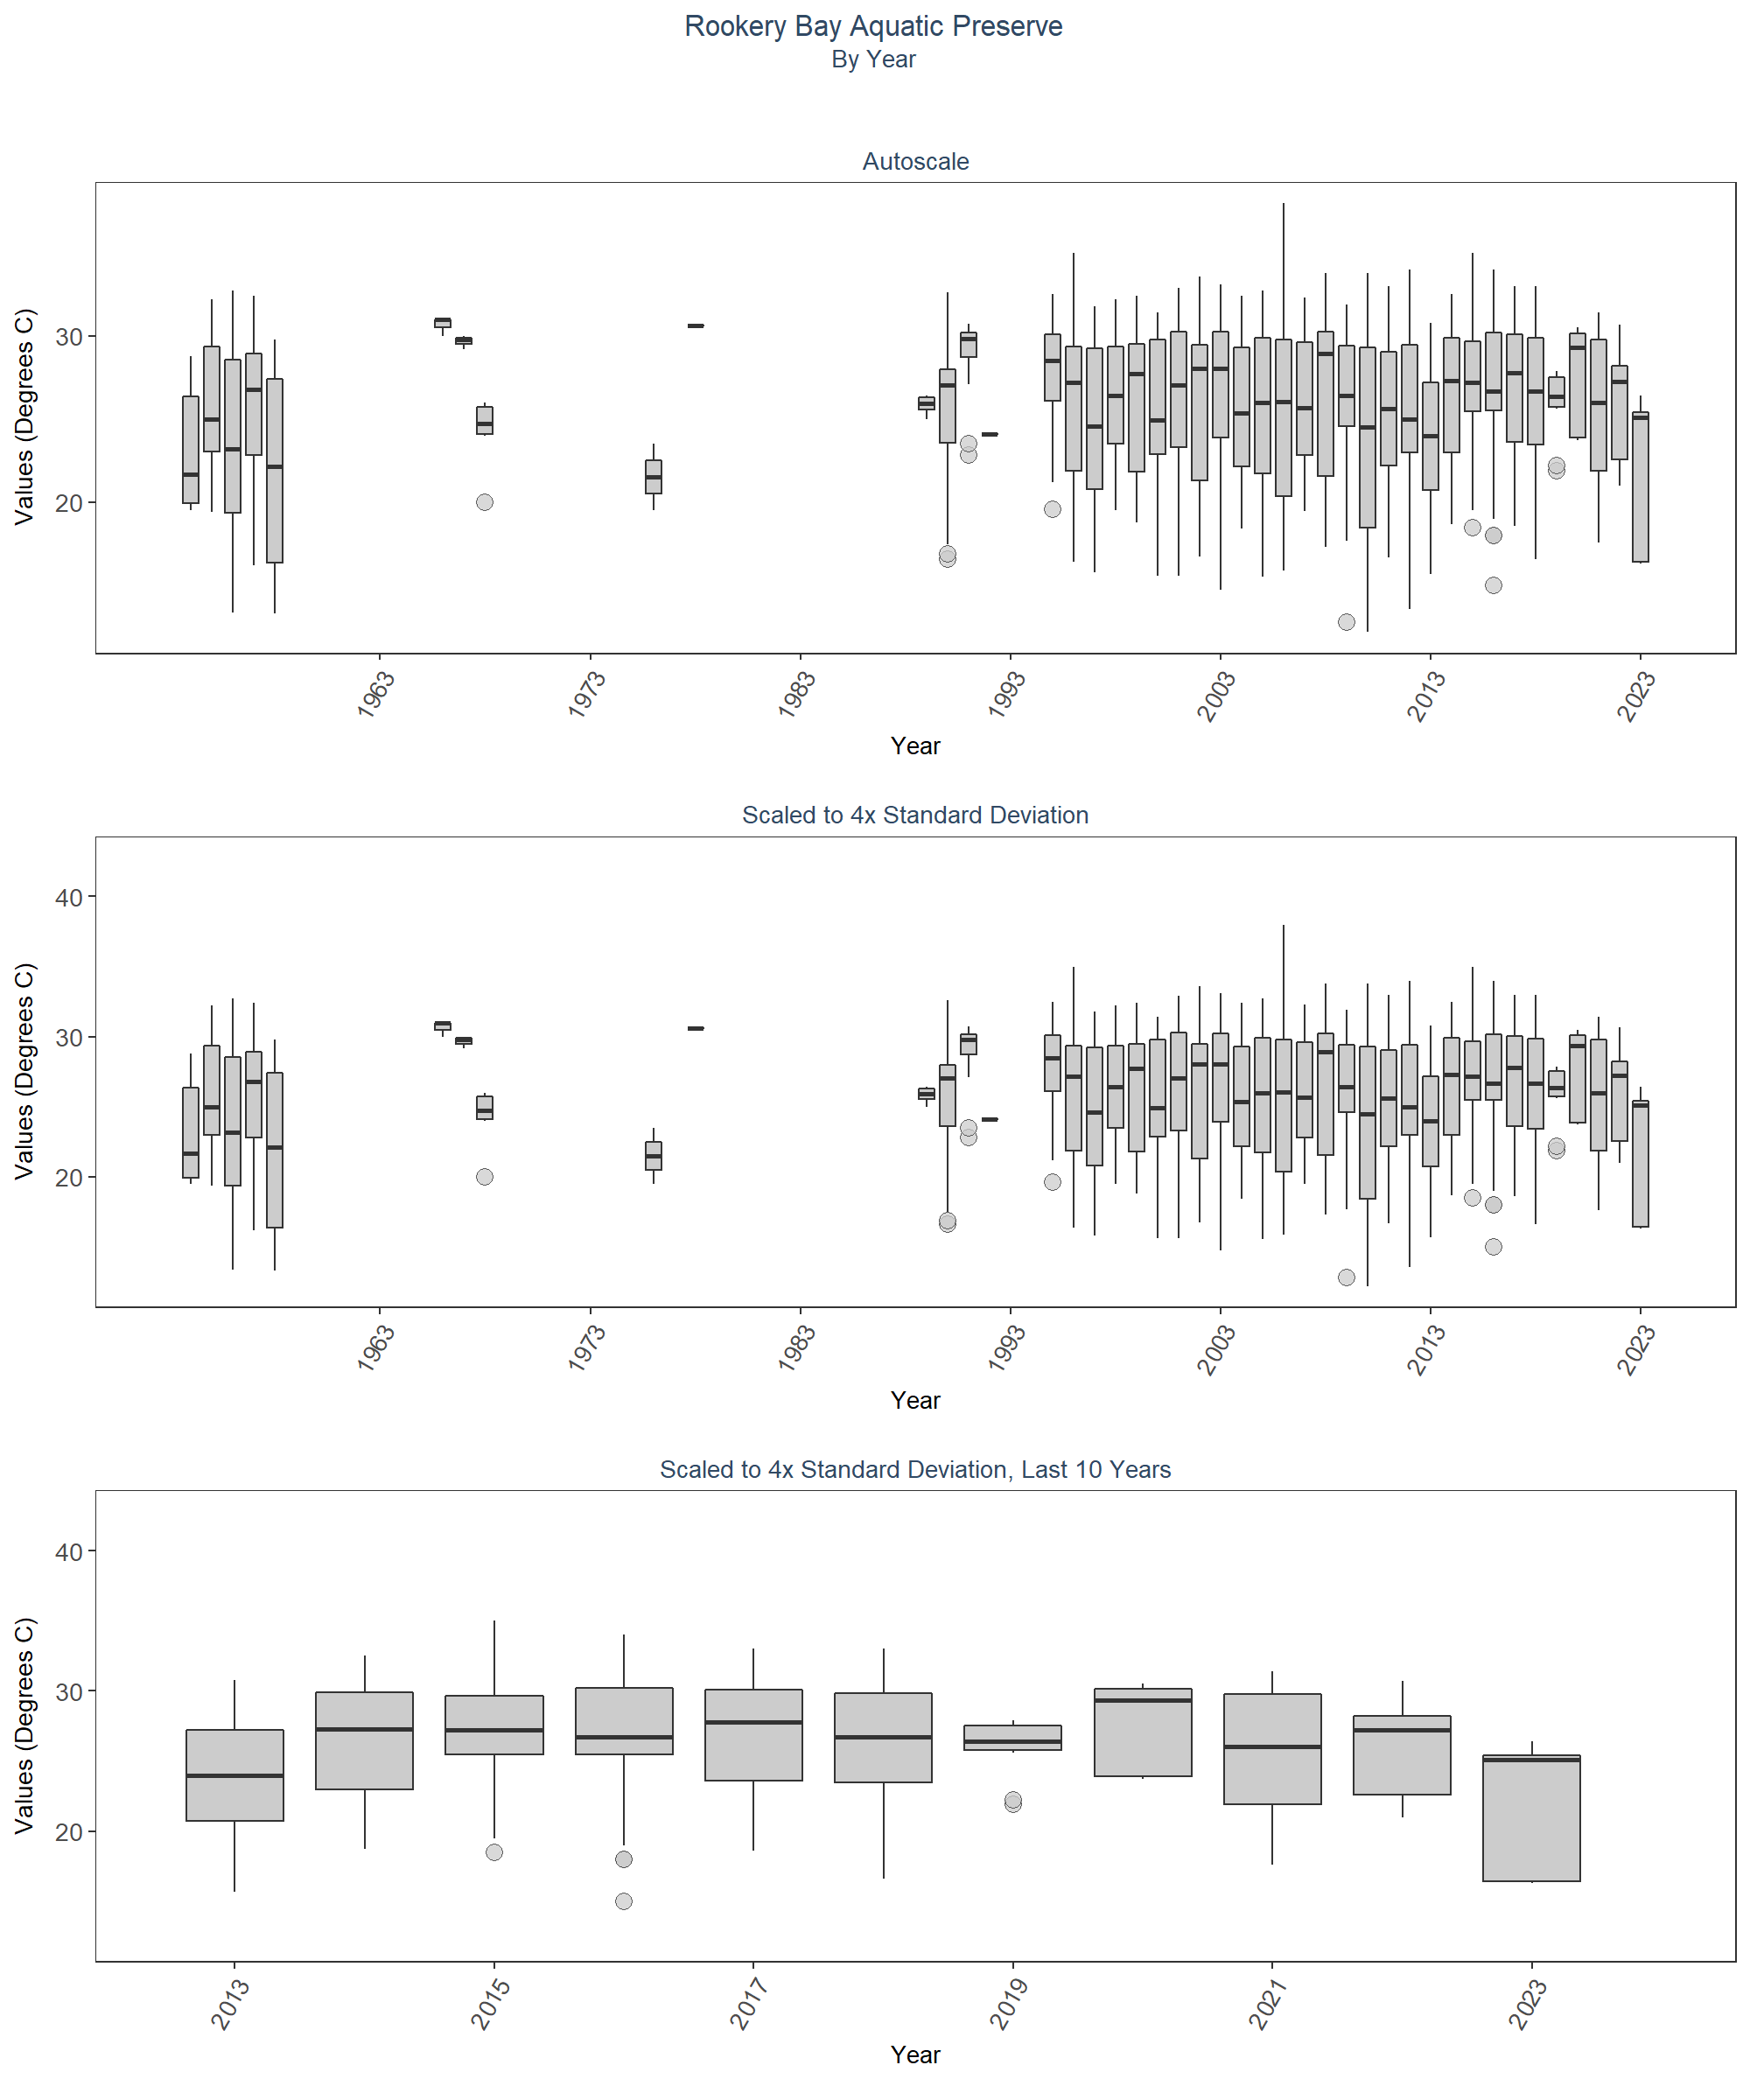 Rookery Bay Aquatic Preserve
By Year
Autoscale
Values (Degrees C)
30
20
1963
1973
1983
1993
2003
2013
2023
Year
Scaled to 4x Standard Deviation
Values (Degrees C)
40
30
20
1963
1973
1983
1993
2003
2013
2023
Year
Scaled to 4x Standard Deviation, Last 10 Years
Values (Degrees C)
40
30
20
2013
2015
2017
2019
2021
2023
Year